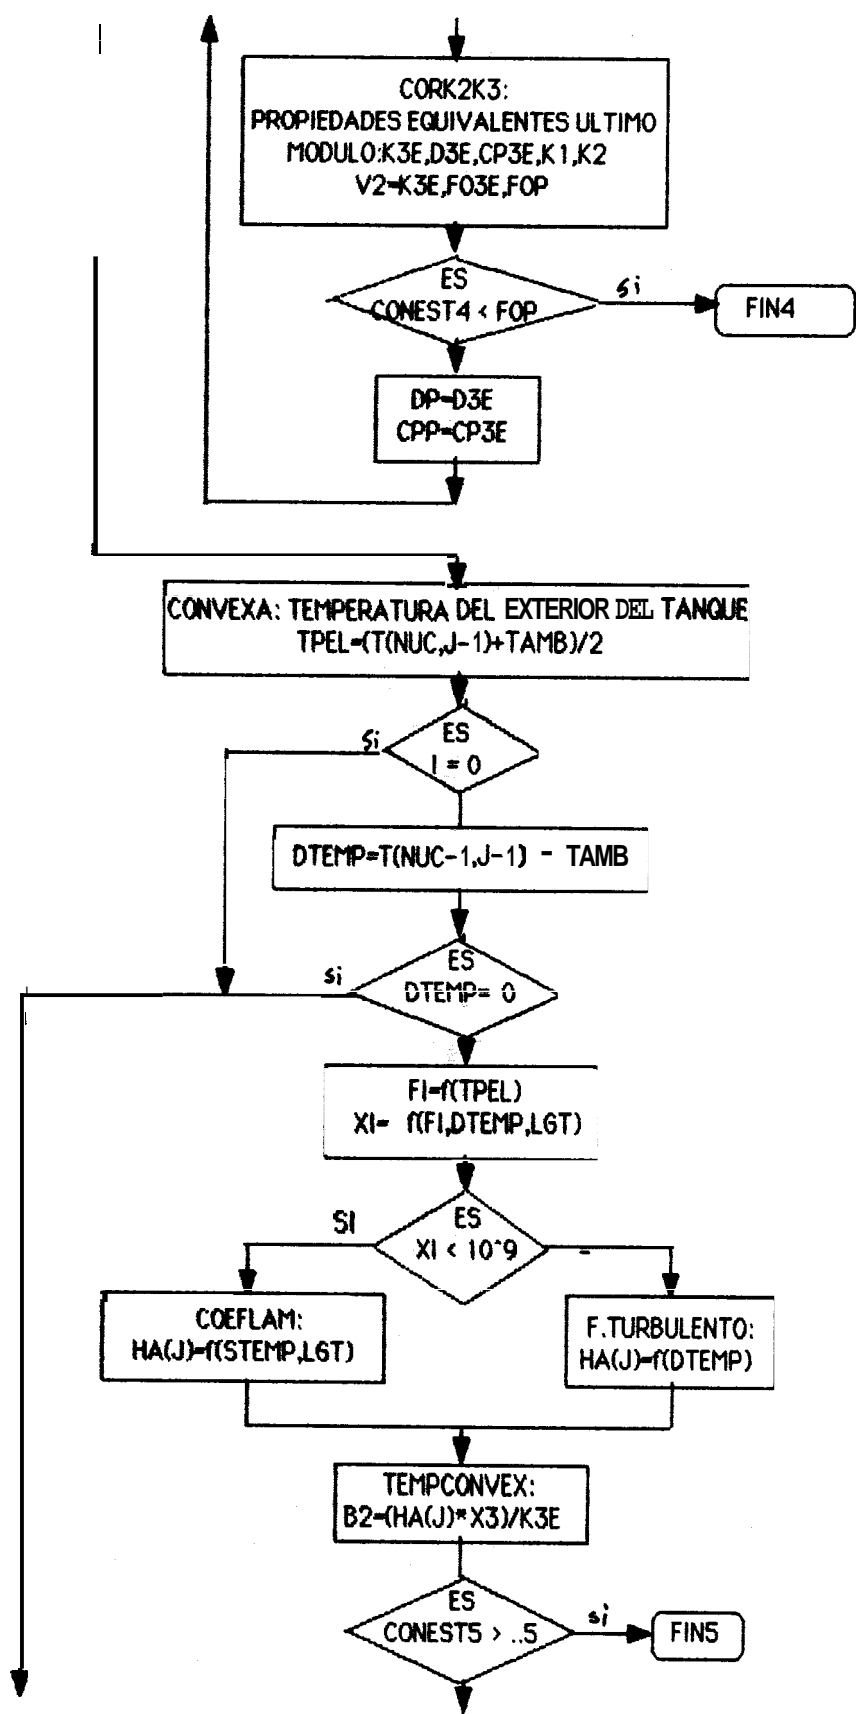 CORK2K3:
PROPIEDADES EQUIVALENTES ULTIMO
MODULO:K3E,D3E,CP3E,K1,K2
V2=K3E,FO3E,FOP
ES
CONEST4 < FOP
si
FIN4
DP=D3E
CPP=CP3E
CONVEXA: TEMPERATURA DEL EXTERIOR DEL TANQUE
TPEL=(T(NUC,J-1)+TAMB)/2
ES
I = 0
si
DTEMP=T(NUC-1,J-1) - TAMB
ES
DTEMP= 0
si
FI=f(TPEL)
XI= f(FI,DTEMP,LGT)
ES
XI < 10^9
SI
-
COEFLAM:
HA(J)=f(STEMP,LGT)
F.TURBULENTO:
HA(J)=f(DTEMP)
TEMPCONVEX:
B2=(HA(J)*X3)/K3E
ES
CONEST5 > ..5
si
FIN5